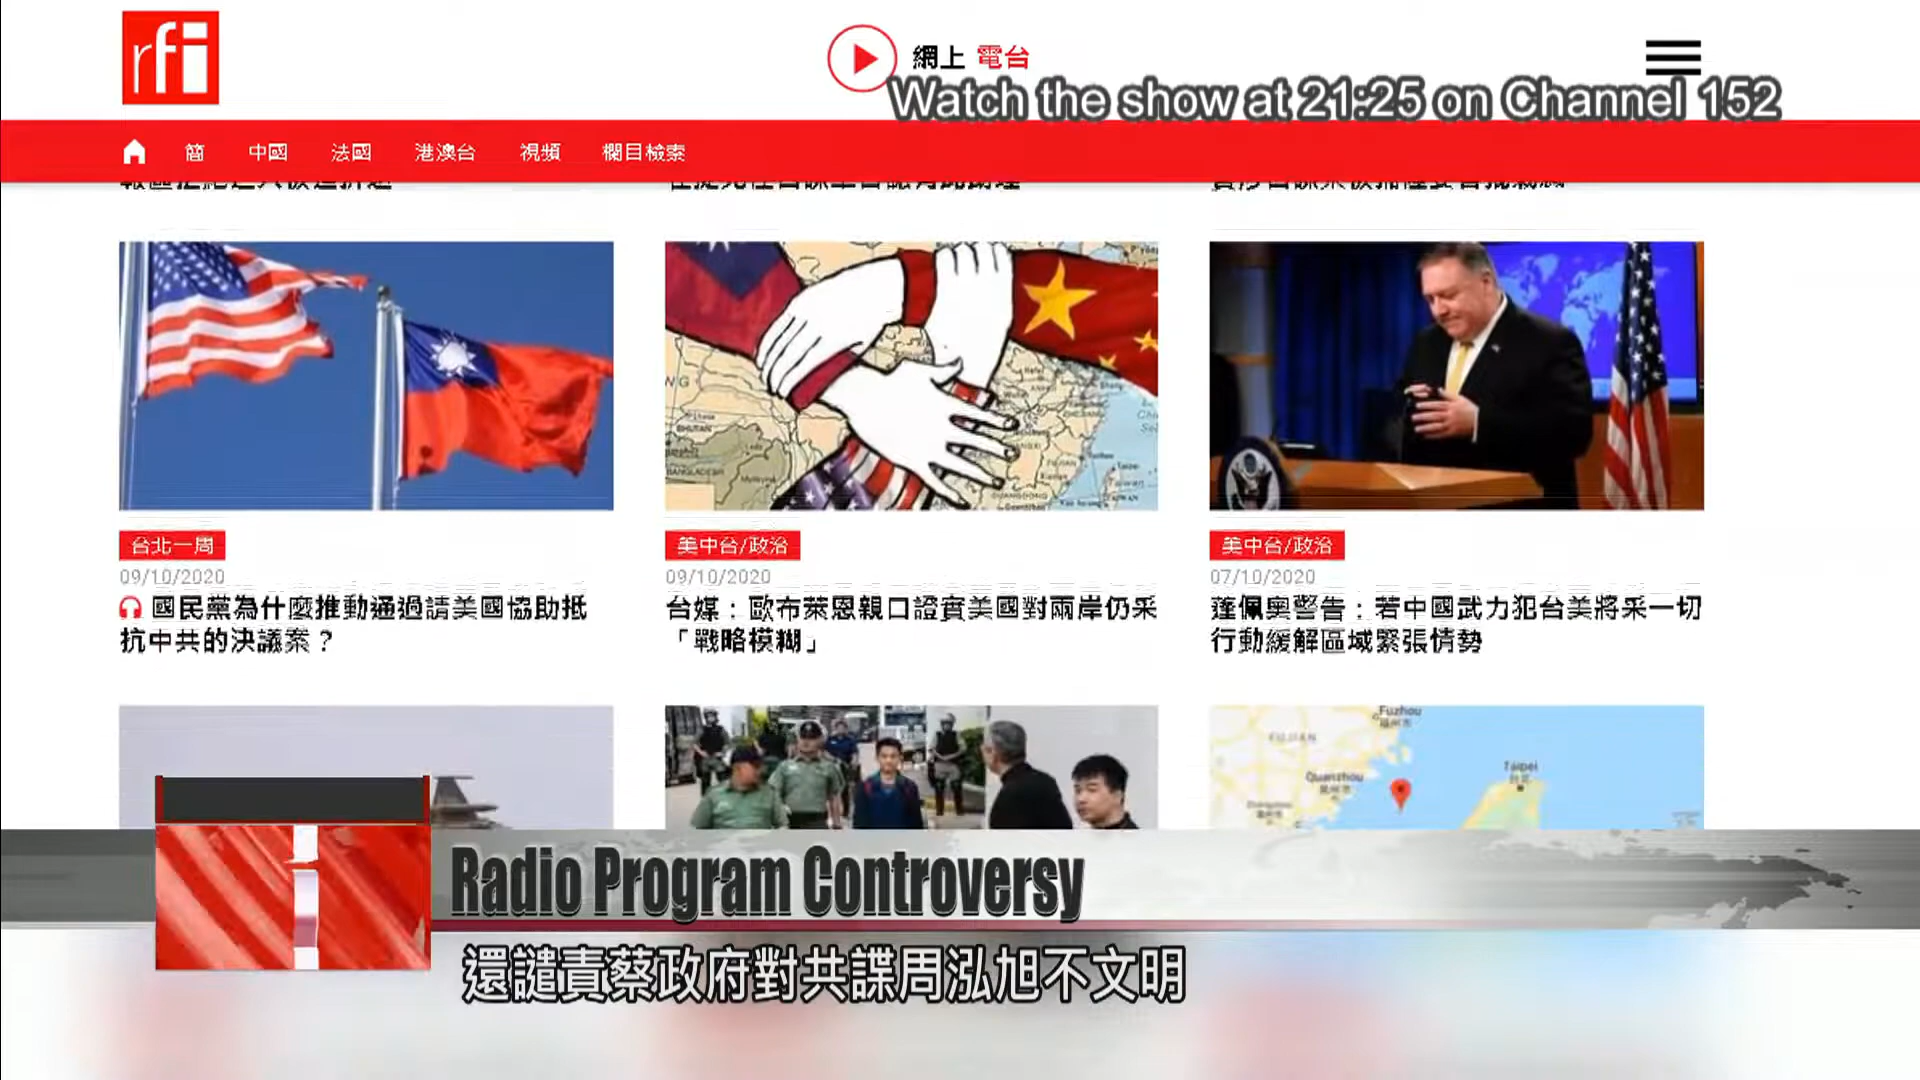 rfi
網上 電台
Watch the show at 21:25 on Channel 152
簡 中國 法國 港澳台 視頻 欄目檢索
台北一周
09/10/2020
國民黨為什麼推動通過請美國協助抵
抗中共的決議案？
美中台/政治
09/10/2020
台媒：歐布萊恩親口證實美國對兩岸仍采
「戰略模糊」
美中台/政治
07/10/2020
蓬佩奧警告：若中國武力犯台美將采一切
行動緩解區域緊張情勢
Fuzhou
FUJIAN
Quanzhou
Taipei
台北
Radio Program Controversy
還譴責蔡政府對共諜周泓旭不文明